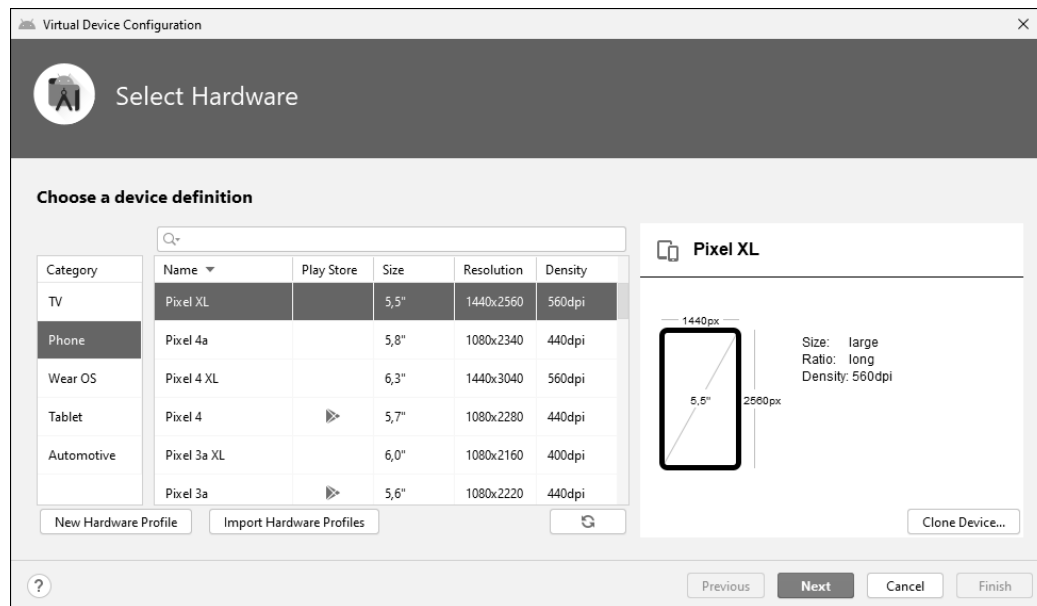 Virtual Device Configuration
Select Hardware
Choose a device definition
Category
TV
Phone
Wear OS
Tablet
Automotive
Name Play Store Size Resolution Density
Pixel XL 5,5" 1440x2560 560dpi
Pixel 4a 5,8" 1080x2340 440dpi
Pixel 4 XL 6,3" 1440x3040 560dpi
Pixel 4 5,7" 1080x2280 440dpi
Pixel 3a XL 6,0" 1080x2160 400dpi
Pixel 3a 5,6" 1080x2220 440dpi
New Hardware Profile Import Hardware Profiles
Pixel XL
1440px
5,5"
2560px
Size: large
Ratio: long
Density: 560dpi
Clone Device...
? Previous Next Cancel Finish